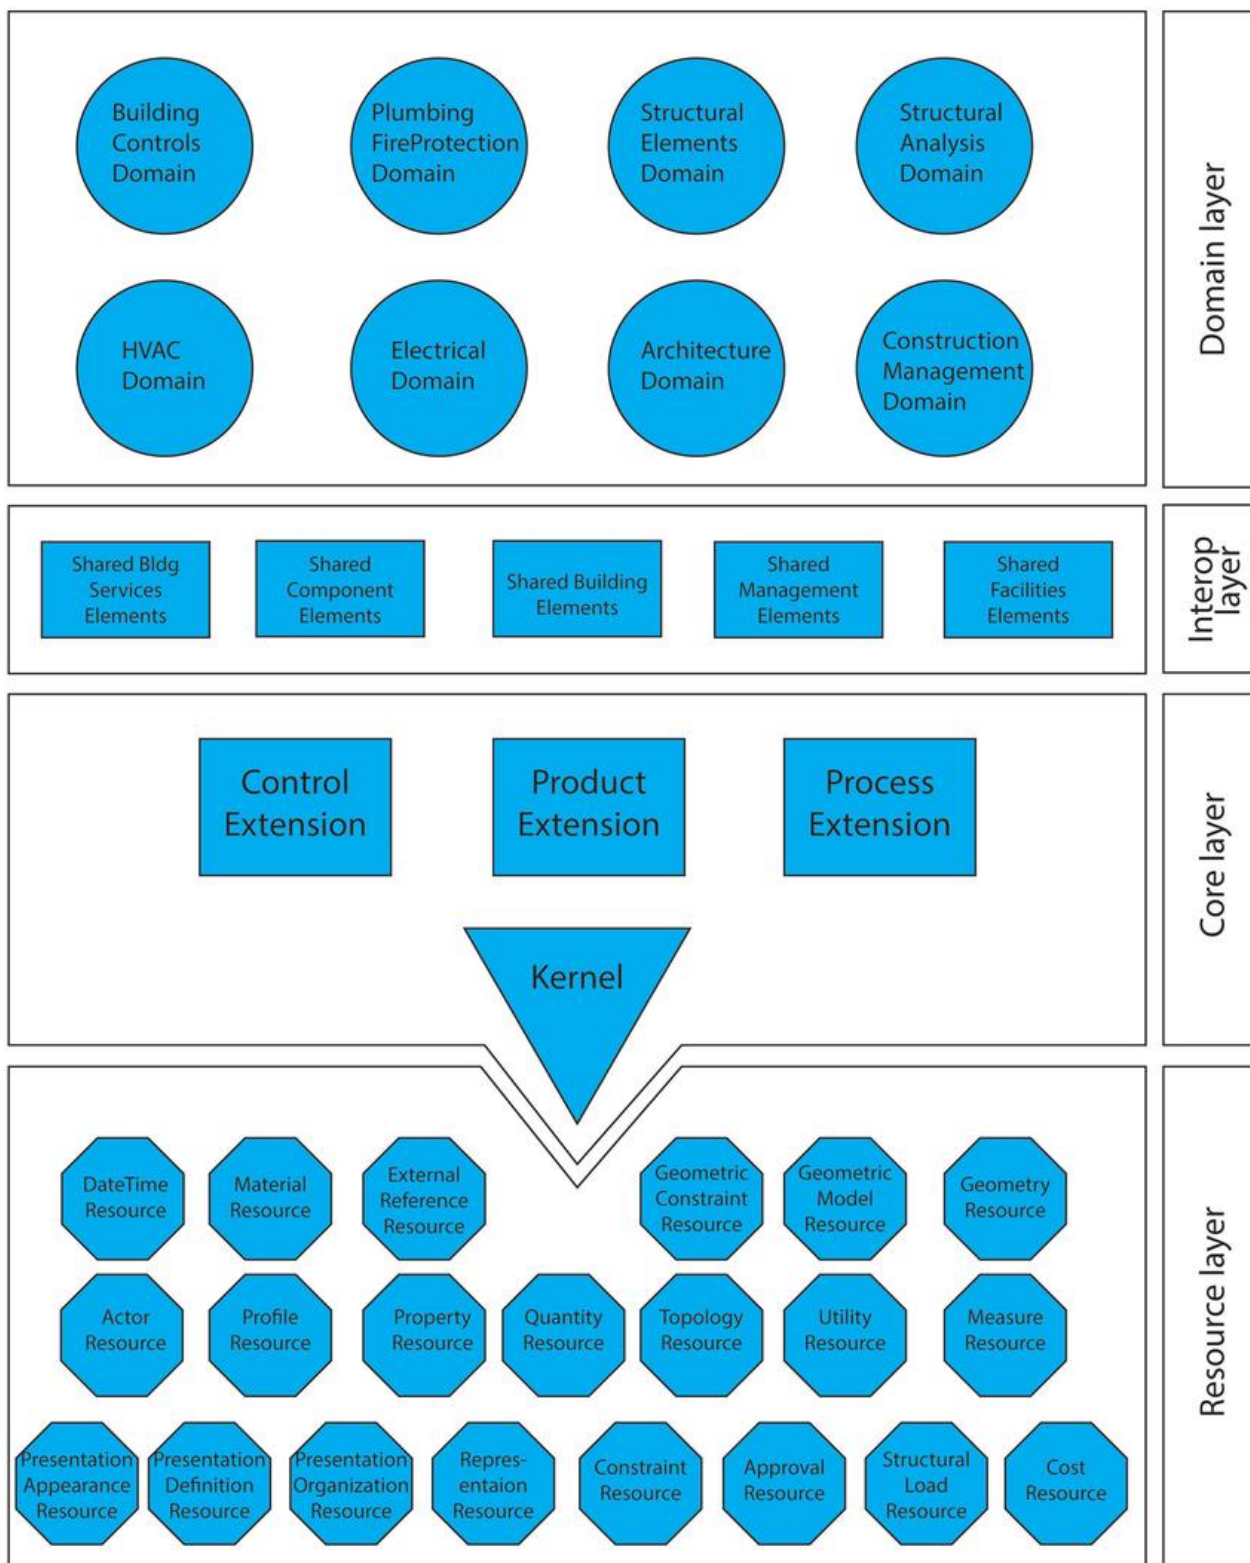 Building
Controls
Domain
Plumbing
FireProtection
Domain
Structural
Elements
Domain
Structural
Analysis
Domain
HVAC
Domain
Electrical
Domain
Architecture
Domain
Construction
Management
Domain
Domain layer
Shared Bldg
Services
Elements
Shared
Component
Elements
Shared Building
Elements
Shared
Management
Elements
Shared
Facilities
Elements
Interop
layer
Control
Extension
Product
Extension
Process
Extension
Kernel
Core layer
DateTime
Resource
Material
Resource
External
Reference
Resource
Geometric
Constraint
Resource
Geometric
Model
Resource
Geometry
Resource
Actor
Resource
Profile
Resource
Property
Resource
Quantity
Resource
Topology
Resource
Utility
Resource
Measure
Resource
Presentation
Appearance
Resource
Presentation
Definition
Resource
Presentation
Organization
Resource
Repres-
entaion
Resource
Constraint
Resource
Approval
Resource
Structural
Load
Resource
Cost
Resource
Resource layer